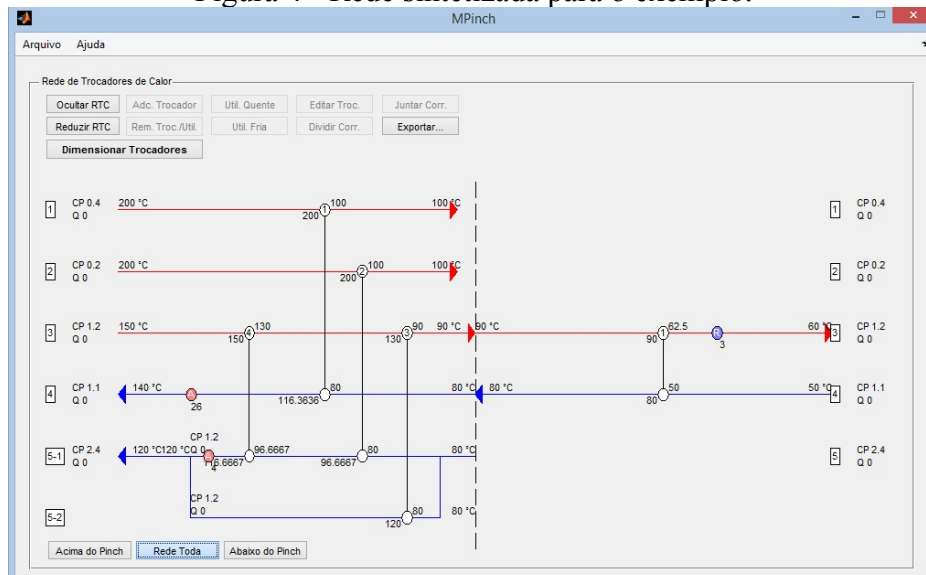 Figura 4 - Rede sintetizada para o exemplo.
MPinch
Arquivo Ajuda
Rede de Trocadores de Calor
Ocultar RTC Adc. Trocador Util. Quente Editar Troc. Juntar Corr.
Reduzir RTC Rem. Troc./Util. Util. Fria Dividir Corr. Exportar...
Dimensionar Trocadores
1 CP 0.4 200 °C 1 100 100 °C 1 CP 0.4
Q 0 200 Q 0
2 CP 0.2 200 °C 2 100 100 °C 2 CP 0.2
Q 0 200 Q 0
3 CP 1.2 150 °C 4 130 3 90 90 °C 90 °C 1 62.5 R 60 °C 3 CP 1.2
Q 0 150 130 90 3 Q 0
4 CP 1.1 140 °C A 80 80 °C 80 °C 50 50 °C 4 CP 1.1
Q 0 26 116.3636 80 Q 0
CP 1.2
5-1 CP 2.4 120 °C 120 °C Q 0 A 96.6667 80 80 °C 5 CP 2.4
Q 0 4 116.6667 96.6667 Q 0
CP 1.2
5-2 Q 0 80 80 °C
120
Acima do Pinch Rede Toda Abaixo do Pinch